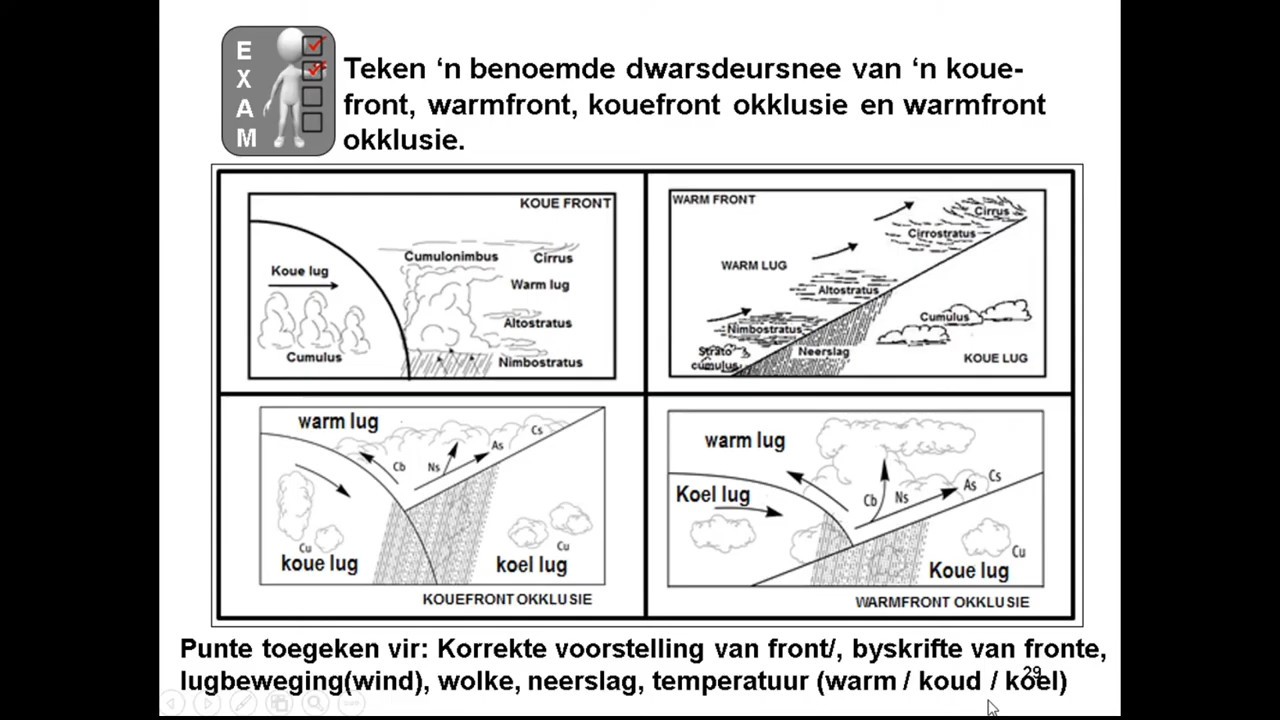 E
X
A
M
Teken ‘n benoemde dwarsdeursnee van ‘n koue-
front, warmfront, kouefront okklusie en warmfront
okklusie.
KOUE FRONT
Koue lug
Cumulonimbus
Cirrus
Warm lug
Altostratus
Cumulus
Nimbostratus
WARM FRONT
Cirrus
Cirrostratus
WARM LUG
Altostratus
Cumulus
Nimbostratus
Strato
cumulus
Neerslag
KOUE LUG
warm lug
Cs
As
Cb
Ns
Cu
Cu
koue lug
koel lug
KOUEFRONT OKKLUSIE
warm lug
Koel lug
Cs
As
Cb
Ns
Cu
Koue lug
WARMFRONT OKKLUSIE
Punte toegeken vir: Korrekte voorstelling van front/, byskrifte van fronte,
lugbeweging(wind), wolke, neerslag, temperatuur (warm / koud / koel)
29